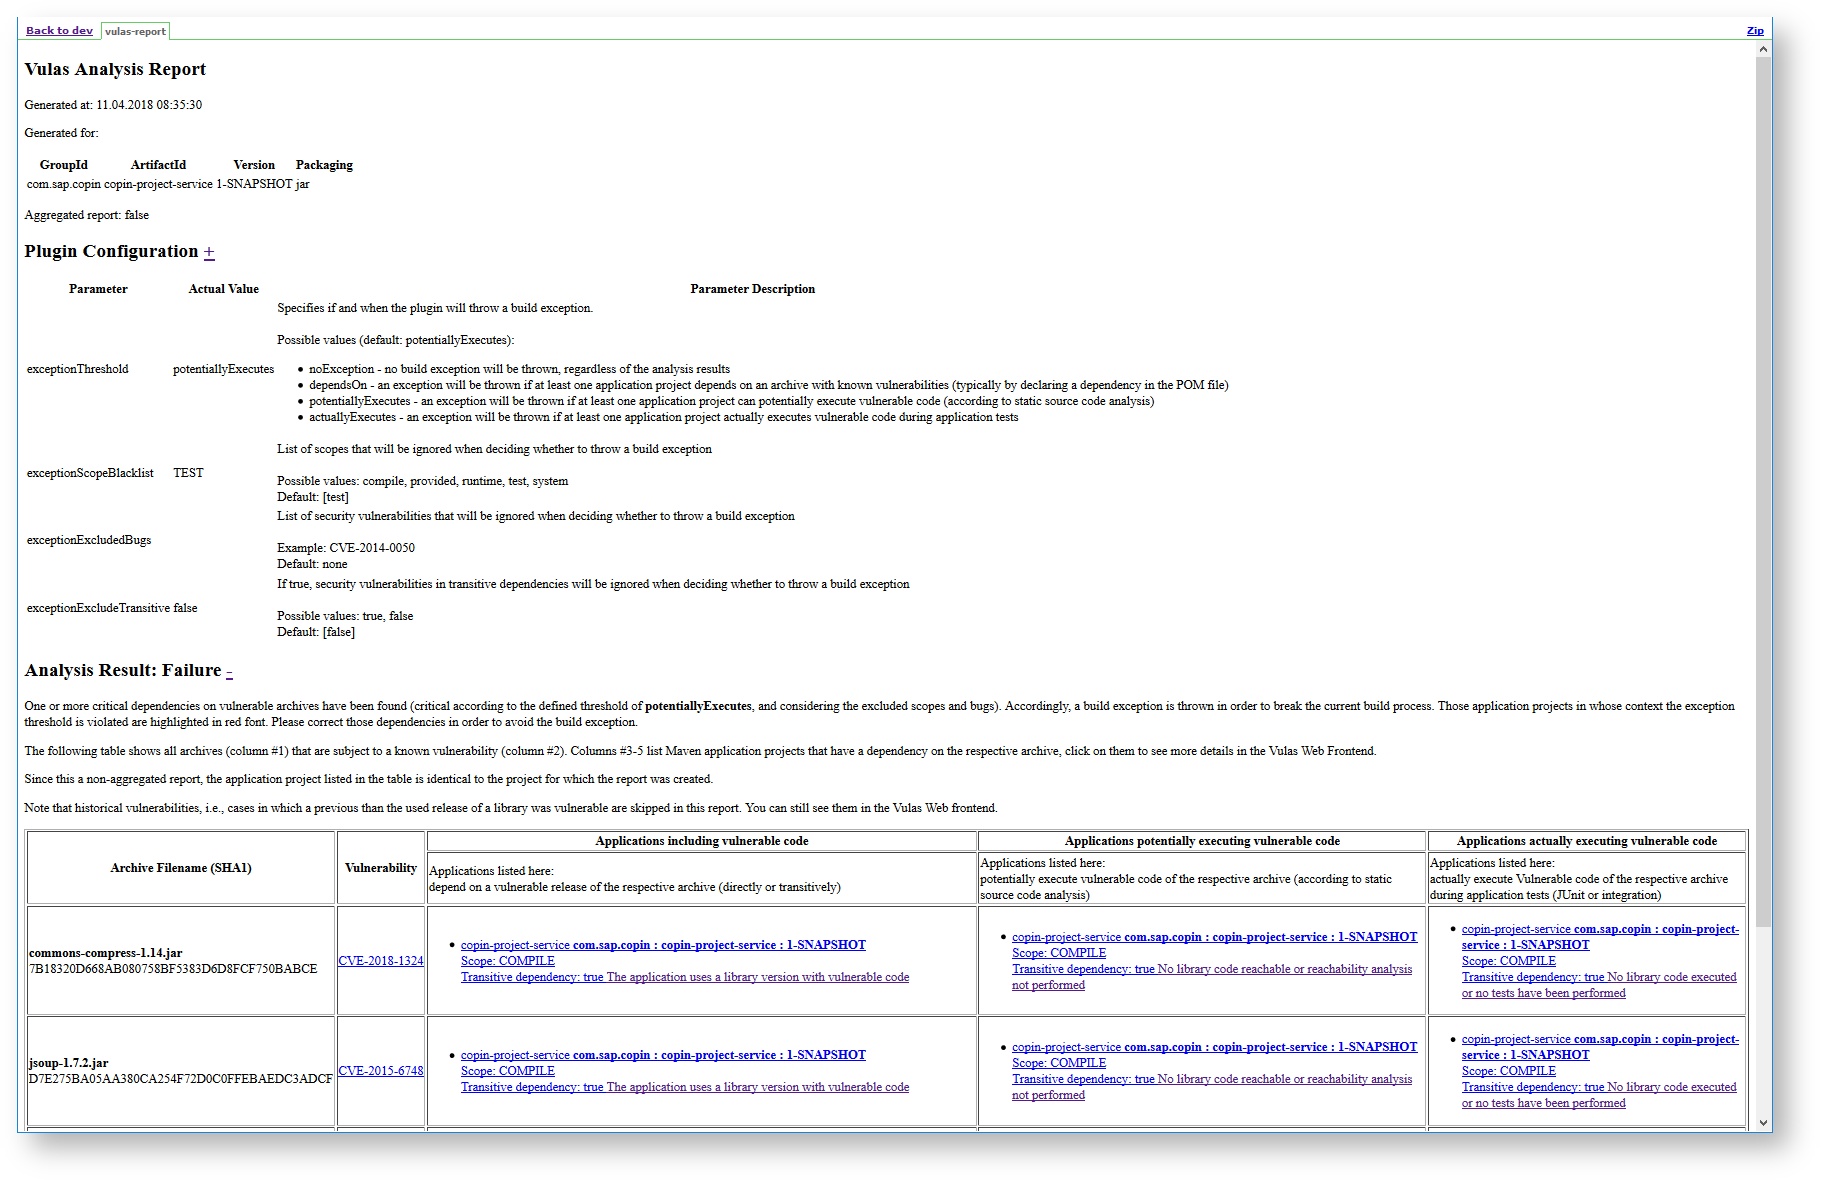 Back to dev vulas-report Zip
Vulas Analysis Report
Generated at: 11.04.2018 08:35:30
Generated for:
GroupId ArtifactId Version Packaging
com.sap.copin copin-project-service 1-SNAPSHOT jar
Aggregated report: false
Plugin Configuration +
Parameter Actual Value Parameter Description
Specifies if and when the plugin will throw a build exception.
Possible values (default: potentiallyExecutes):
exceptionThreshold potentiallyExecutes
• noException - no build exception will be thrown, regardless of the analysis results
• dependsOn - an exception will be thrown if at least one application project depends on an archive with known vulnerabilities (typically by declaring a dependency in the POM file)
• potentiallyExecutes - an exception will be thrown if at least one application project can potentially execute vulnerable code (according to static source code analysis)
• actuallyExecutes - an exception will be thrown if at least one application project actually executes vulnerable code during application tests
List of scopes that will be ignored when deciding whether to throw a build exception
exceptionScopeBlacklist TEST
Possible values: compile, provided, runtime, test, system
Default: [test]
List of security vulnerabilities that will be ignored when deciding whether to throw a build exception
exceptionExcludedBugs
Example: CVE-2014-0050
Default: none
If true, security vulnerabilities in transitive dependencies will be ignored when deciding whether to throw a build exception
exceptionExcludeTransitive false
Possible values: true, false
Default: [false]
Analysis Result: Failure -
One or more critical dependencies on vulnerable archives have been found (critical according to the defined threshold of potentiallyExecutes, and considering the excluded scopes and bugs). Accordingly, a build exception is thrown in order to break the current build process. Those application projects in whose context the exception
threshold is violated are highlighted in red font. Please correct those dependencies in order to avoid the build exception.
The following table shows all archives (column #1) that are subject to a known vulnerability (column #2). Columns #3-5 list Maven application projects that have a dependency on the respective archive, click on them to see more details in the Vulas Web Frontend.
Since this a non-aggregated report, the application project listed in the table is identical to the project for which the report was created.
Note that historical vulnerabilities, i.e., cases in which a previous than the used release of a library was vulnerable are skipped in this report. You can still see them in the Vulas Web frontend.
Archive Filename (SHA1)
Vulnerability
Applications including vulnerable code
Applications listed here:
depend on a vulnerable release of the respective archive (directly or transitively)
Applications potentially executing vulnerable code
Applications listed here:
potentially execute vulnerable code of the respective archive (according to static
source code analysis)
Applications actually executing vulnerable code
Applications listed here:
actually execute Vulnerable code of the respective archive
during application tests (JUnit or integration)
commons-compress-1.14.jar
7B18320D668AB080758BF5383D6D8FCF750BABCE
CVE-2018-1324
• copin-project-service com.sap.copin : copin-project-service : 1-SNAPSHOT
Scope: COMPILE
Transitive dependency: true The application uses a library version with vulnerable code
• copin-project-service com.sap.copin : copin-project-service : 1-SNAPSHOT
Scope: COMPILE
Transitive dependency: true No library code reachable or reachability analysis
not performed
• copin-project-service com.sap.copin : copin-project-
service : 1-SNAPSHOT
Scope: COMPILE
Transitive dependency: true No library code executed
or no tests have been performed
jsoup-1.7.2.jar
D7E275BA05AA380CA254F72D0C0FFEBAEDC3ADCF
CVE-2015-6748
• copin-project-service com.sap.copin : copin-project-service : 1-SNAPSHOT
Scope: COMPILE
Transitive dependency: true The application uses a library version with vulnerable code
• copin-project-service com.sap.copin : copin-project-service : 1-SNAPSHOT
Scope: COMPILE
Transitive dependency: true No library code reachable or reachability analysis
not performed
• copin-project-service com.sap.copin : copin-project-
service : 1-SNAPSHOT
Scope: COMPILE
Transitive dependency: true No library code executed
or no tests have been performed